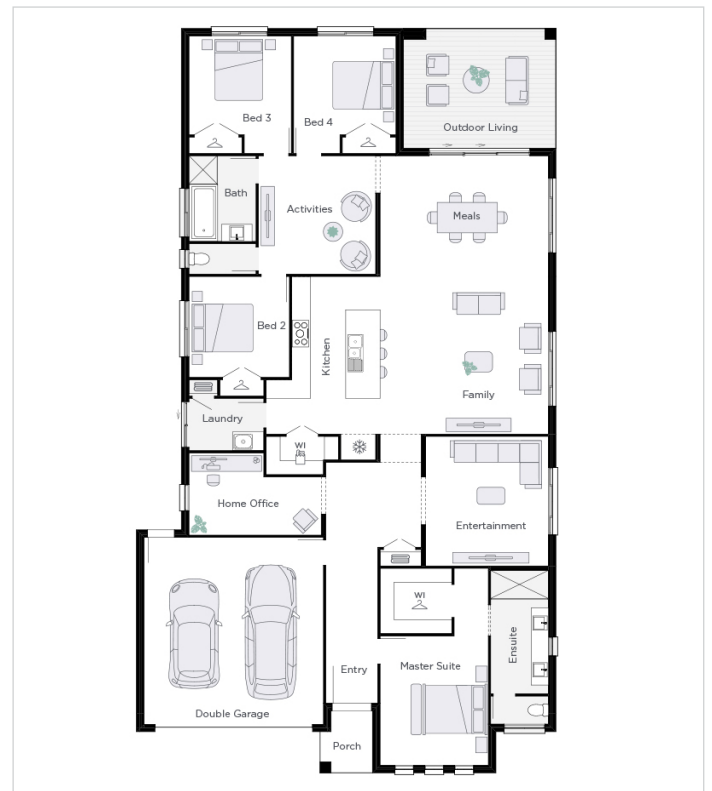 Bed 3
Bed 4
Outdoor Living
Bath
Activities
Meals
Bed 2
Kitchen
Family
Laundry
WI
Home Office
Entertainment
WI
Ensuite
Entry
Master Suite
Double Garage
Porch